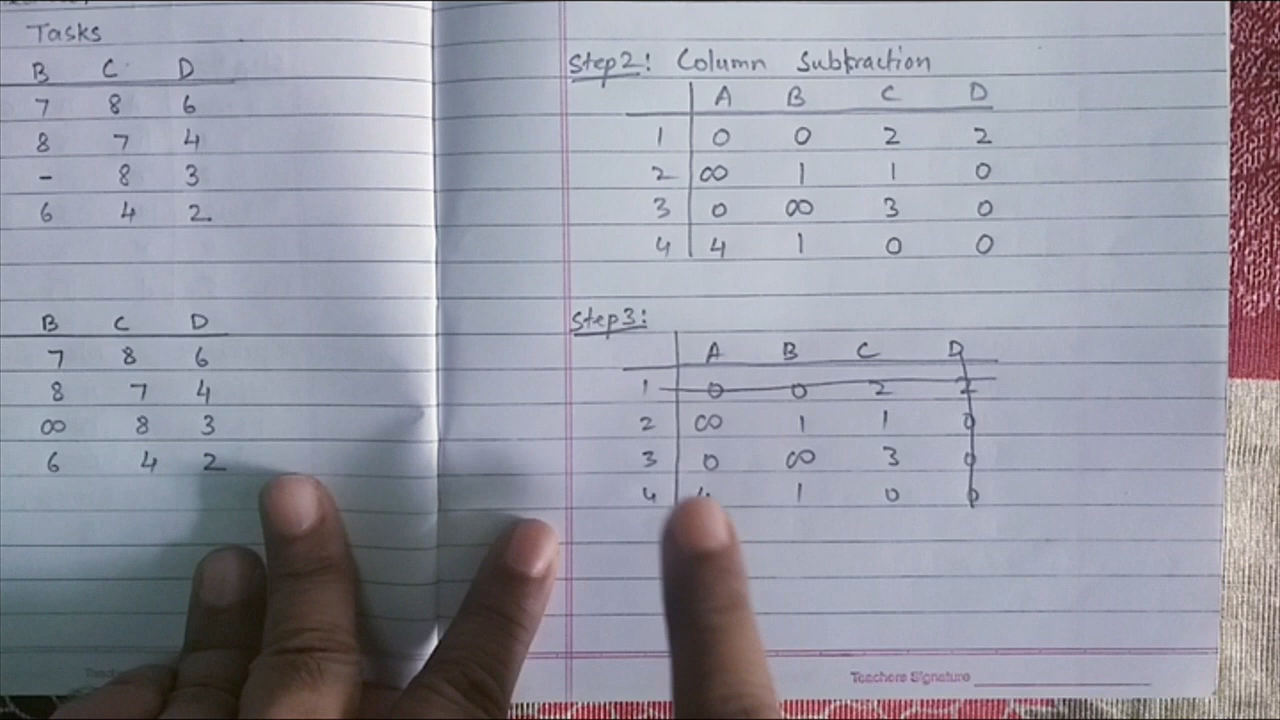 Tasks
B C D
7 8 6
8 7 4
- 8 3
6 4 2
B C D
7 8 6
8 7 4
∞ 8 3
6 4 2
Step2: Column Subtraction
A B C D
1 0 0 2 2
2 ∞ 1 1 0
3 0 ∞ 3 0
4 4 1 0 0
Step3:
A B C D
1 0 0 2 2
2 ∞ 1 1 0
3 0 ∞ 3 0
4 4 1 0 0
Teachers Signature